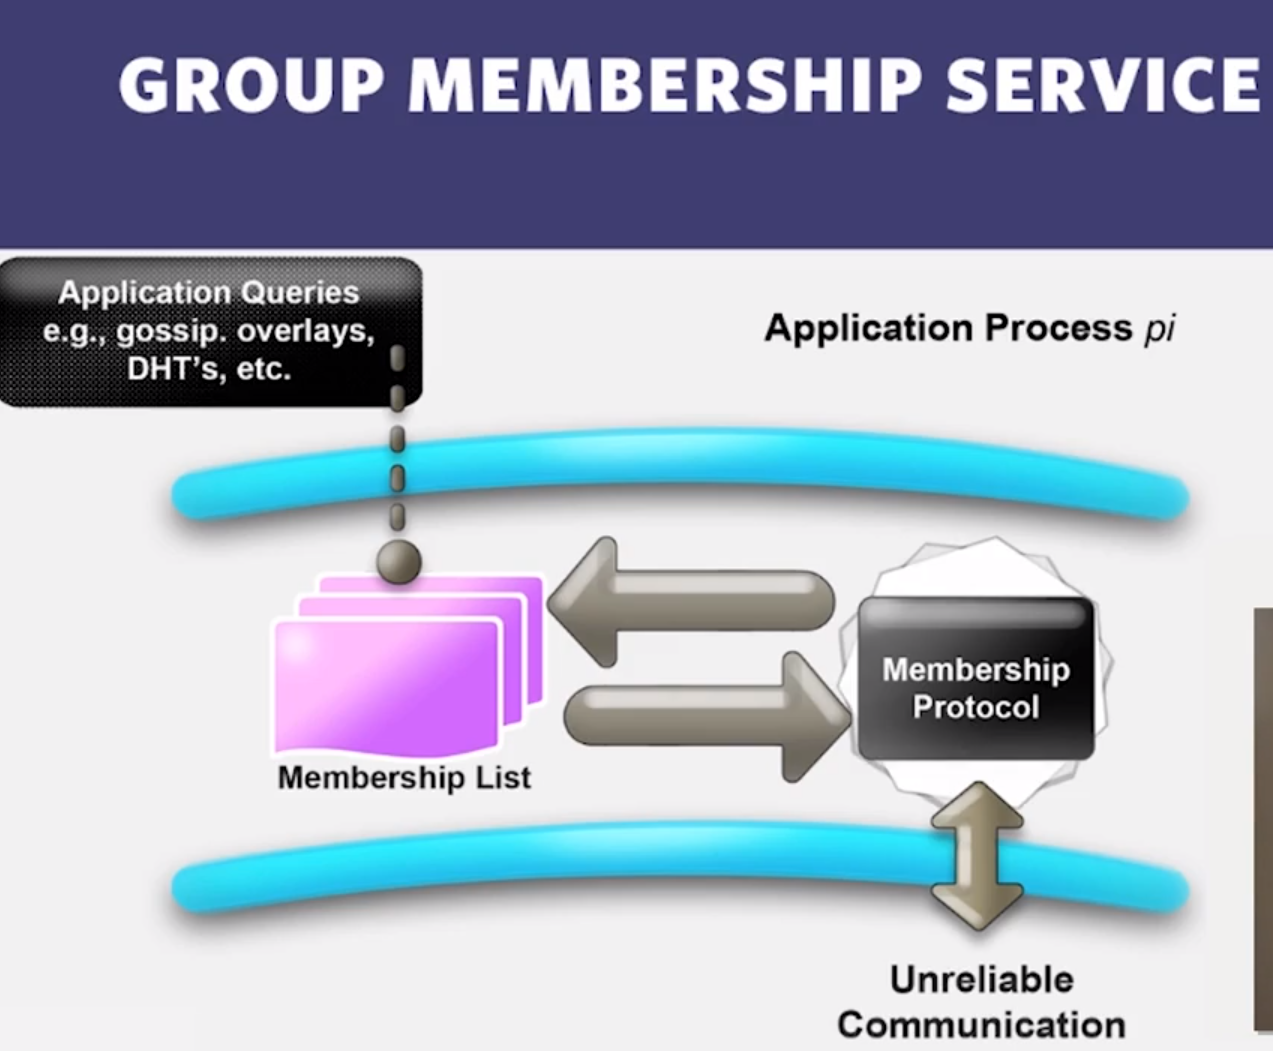 GROUP MEMBERSHIP SERVICE
Application Queries
e.g., gossip. overlays,
DHT's, etc.
Application Process pi
Membership
Protocol
Membership List
Unreliable
Communication